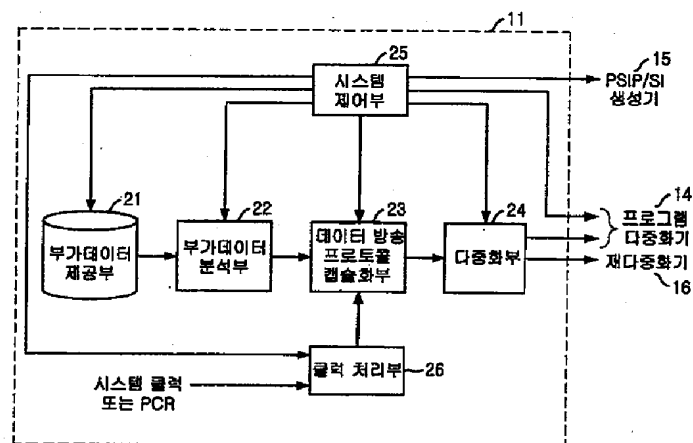 11
25
시스템
제어부
15
PSIP/SI
생성기
21
부가데이터
제공부
22
부가데이터
분석부
23
데이터 방송
프로토콜
캡슐화부
24
다중화부
14
프로그램
다중화기
재다중화기
16
시스템 클럭
또는 PCR
클럭 처리부
26